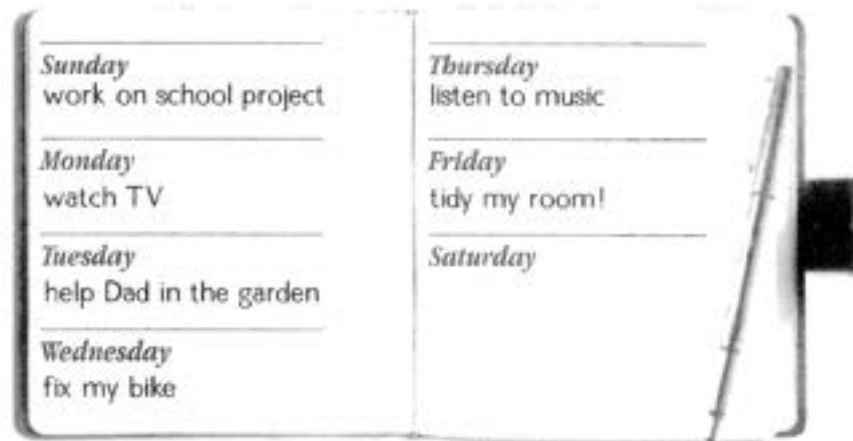 Sunday
work on school project
Monday
watch TV
Tuesday
help Dad in the garden
Wednesday
fix my bike
Thursday
listen to music
Friday
tidy my room!
Saturday